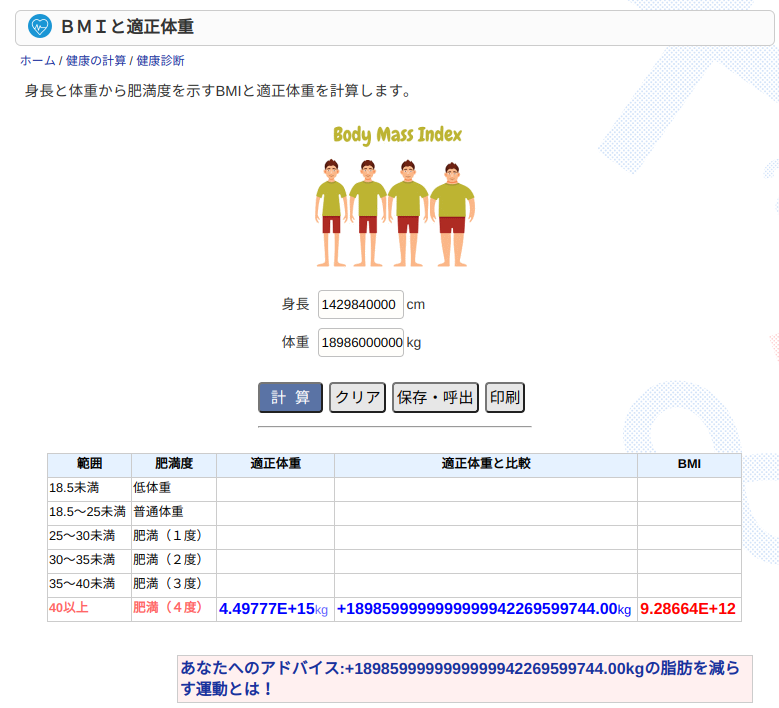 ＢＭＩと適正体重
ホーム / 健康の計算 / 健康診断
身長と体重から肥満度を示すBMIと適正体重を計算します。
Body Mass Index
身長 1429840000 cm
体重 18986000000 kg
計 算 クリア 保存・呼出 印刷
範囲 肥満度 適正体重 適正体重と比較 BMI
18.5未満 低体重
18.5～25未満 普通体重
25～30未満 肥満（１度）
30～35未満 肥満（２度）
35～40未満 肥満（３度）
40以上 肥満（４度） 4.49777E+15kg +1898599999999999942269599744.00kg 9.28664E+12
あなたへのアドバイス:+1898599999999999942269599744.00kgの脂肪を減ら
す運動とは！